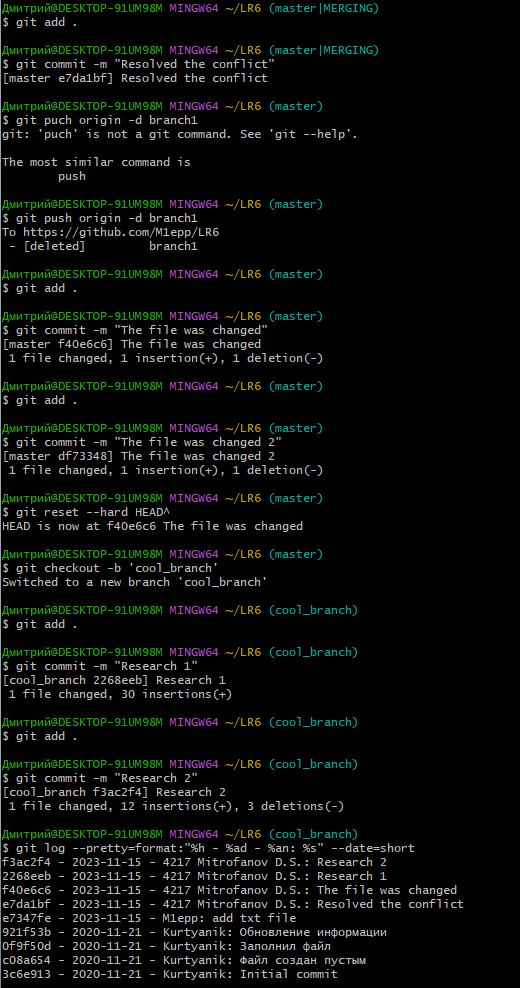 Дмитрий@DESKTOP-91UM98M MINGW64 ~/LR6 (master|MERGING)
$ git add .
Дмитрий@DESKTOP-91UM98M MINGW64 ~/LR6 (master|MERGING)
$ git commit -m "Resolved the conflict"
[master e7da1bf] Resolved the conflict
Дмитрий@DESKTOP-91UM98M MINGW64 ~/LR6 (master)
$ git puch origin -d branch1
git: 'puch' is not a git command. See 'git --help'.
The most similar command is
push
Дмитрий@DESKTOP-91UM98M MINGW64 ~/LR6 (master)
$ git push origin -d branch1
To https://github.com/M1epp/LR6
- [deleted] branch1
Дмитрий@DESKTOP-91UM98M MINGW64 ~/LR6 (master)
$ git add .
Дмитрий@DESKTOP-91UM98M MINGW64 ~/LR6 (master)
$ git commit -m "The file was changed"
[master f40e6c6] The file was changed
1 file changed, 1 insertion(+), 1 deletion(-)
Дмитрий@DESKTOP-91UM98M MINGW64 ~/LR6 (master)
$ git add .
Дмитрий@DESKTOP-91UM98M MINGW64 ~/LR6 (master)
$ git commit -m "The file was changed 2"
[master df73348] The file was changed 2
1 file changed, 1 insertion(+), 1 deletion(-)
Дмитрий@DESKTOP-91UM98M MINGW64 ~/LR6 (master)
$ git reset --hard HEAD^
HEAD is now at f40e6c6 The file was changed
Дмитрий@DESKTOP-91UM98M MINGW64 ~/LR6 (master)
$ git checkout -b 'cool_branch'
Switched to a new branch 'cool_branch'
Дмитрий@DESKTOP-91UM98M MINGW64 ~/LR6 (cool_branch)
$ git add .
Дмитрий@DESKTOP-91UM98M MINGW64 ~/LR6 (cool_branch)
$ git commit -m "Research 1"
[cool_branch 2268eeb] Research 1
1 file changed, 30 insertions(+)
Дмитрий@DESKTOP-91UM98M MINGW64 ~/LR6 (cool_branch)
$ git add .
Дмитрий@DESKTOP-91UM98M MINGW64 ~/LR6 (cool_branch)
$ git commit -m "Research 2"
[cool_branch f3ac2f4] Research 2
1 file changed, 12 insertions(+), 3 deletions(-)
Дмитрий@DESKTOP-91UM98M MINGW64 ~/LR6 (cool_branch)
$ git log --pretty=format:"%h - %ad - %an: %s" --date=short
f3ac2f4 - 2023-11-15 - 4217 Mitrofanov D.S.: Research 2
2268eeb - 2023-11-15 - 4217 Mitrofanov D.S.: Research 1
f40e6c6 - 2023-11-15 - 4217 Mitrofanov D.S.: The file was changed
e7da1bf - 2023-11-15 - 4217 Mitrofanov D.S.: Resolved the conflict
e7347fe - 2023-11-15 - M1epp: add txt file
921f53b - 2020-11-21 - Kurtyanik: Обновление информации
0f9f50d - 2020-11-21 - Kurtyanik: Заполнил файл
c08a654 - 2020-11-21 - Kurtyanik: Файл создан пустым
3c6e913 - 2020-11-21 - Kurtyanik: Initial commit